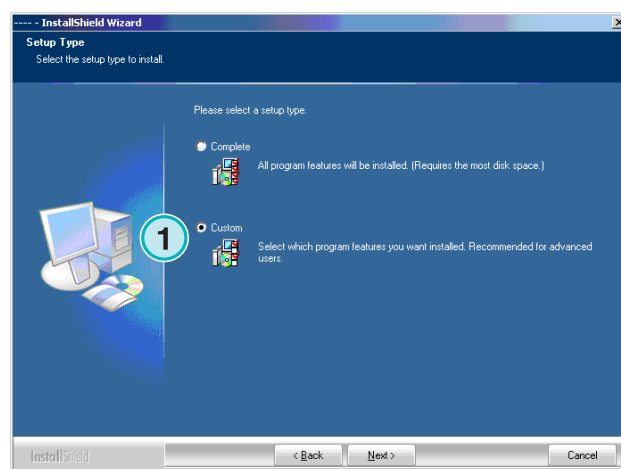 ---- - InstallShield Wizard
Setup Type
Select the setup type to install.
Please select a setup type.
Complete
All program features will be installed. (Requires the most disk space.)
1
Custom
Select which program features you want installed. Recommended for advanced
users.
InstallShield
< Back
Next >
Cancel